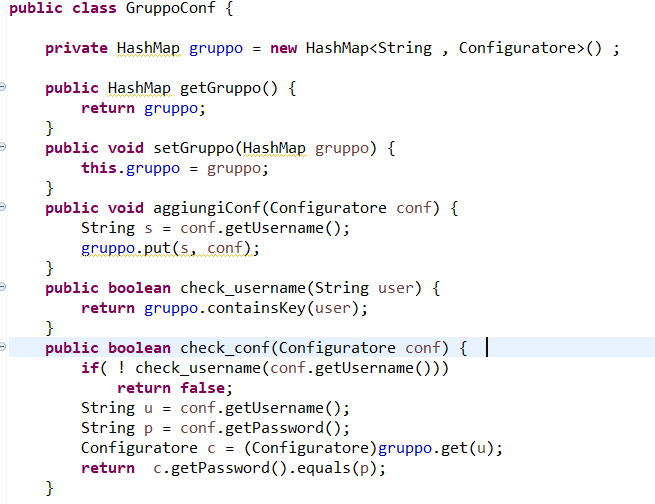 public class GruppoConf {
private HashMap gruppo = new HashMap<String , Configuratore>() ;
public HashMap getGruppo() {
return gruppo;
}
public void setGruppo(HashMap gruppo) {
this.gruppo = gruppo;
}
public void aggiungiConf(Configuratore conf) {
String s = conf.getUsername();
gruppo.put(s, conf);
}
public boolean check_username(String user) {
return gruppo.containsKey(user);
}
public boolean check_conf(Configuratore conf) {
if( ! check_username(conf.getUsername()))
return false;
String u = conf.getUsername();
String p = conf.getPassword();
Configuratore c = (Configuratore)gruppo.get(u);
return  c.getPassword().equals(p);
}